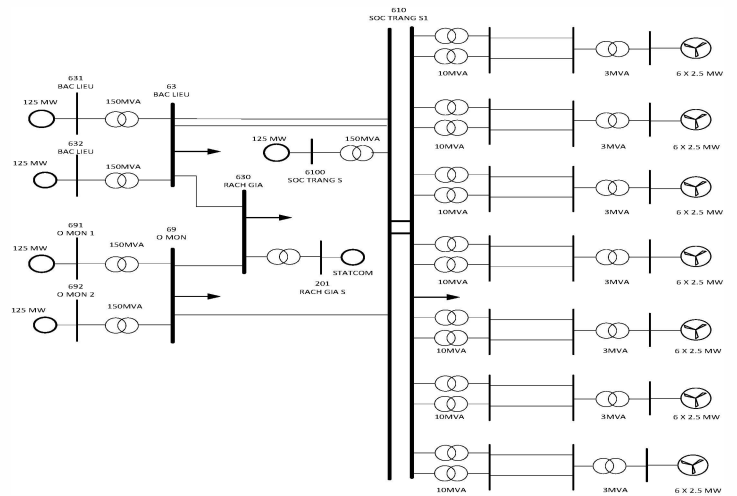 610
SOC TRANG S1
10MVA
3MVA
6 X 2.5 MW
631
BAC LIEU
125 MW
150MVA
63
BAC LIEU
632
BAC LIEU
125 MW
150MVA
125 MW
150MVA
6100
SOC TRANG S
630
RACH GIA
10MVA
3MVA
6 X 2.5 MW
10MVA
3MVA
6 X 2.5 MW
691
O MON 1
125 MW
150MVA
69
O MON
STATCOM
201
RACH GIA S
692
O MON 2
125 MW
150MVA
10MVA
3MVA
6 X 2.5 MW
10MVA
3MVA
6 X 2.5 MW
10MVA
3MVA
6 X 2.5 MW
10MVA
3MVA
6 X 2.5 MW